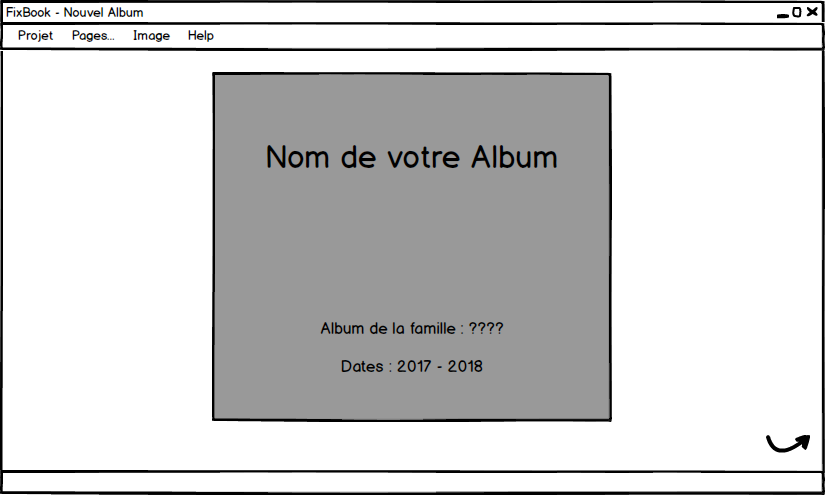 FixBook - Nouvel Album
Projet Pages... Image Help
Nom de votre Album
Album de la famille : ????
Dates : 2017 - 2018